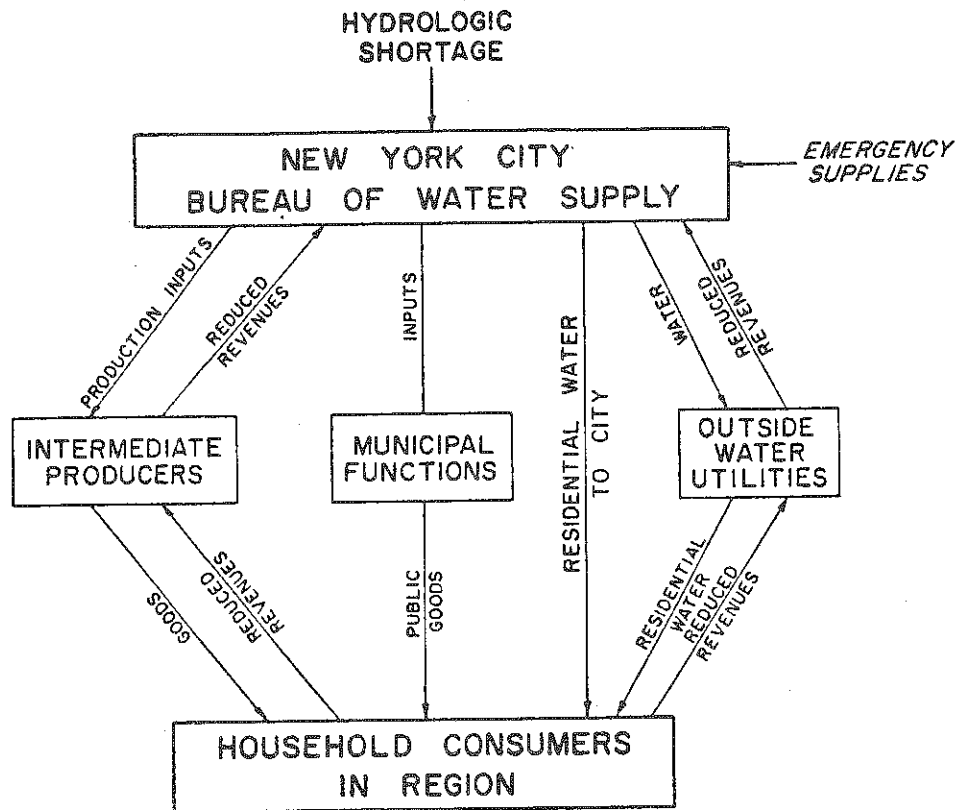 HYDROLOGIC
SHORTAGE
NEW YORK CITY
BUREAU OF WATER SUPPLY
EMERGENCY
SUPPLIES
PRODUCTION INPUTS
REDUCED
REVENUES
INPUTS
RESIDENTIAL WATER
TO CITY
WATER
REDUCED
REVENUES
INTERMEDIATE
PRODUCERS
MUNICIPAL
FUNCTIONS
OUTSIDE
WATER
UTILITIES
GOODS
REDUCED
REVENUES
PUBLIC
GOODS
RESIDENTIAL
WATER
REDUCED
REVENUES
HOUSEHOLD CONSUMERS
IN REGION